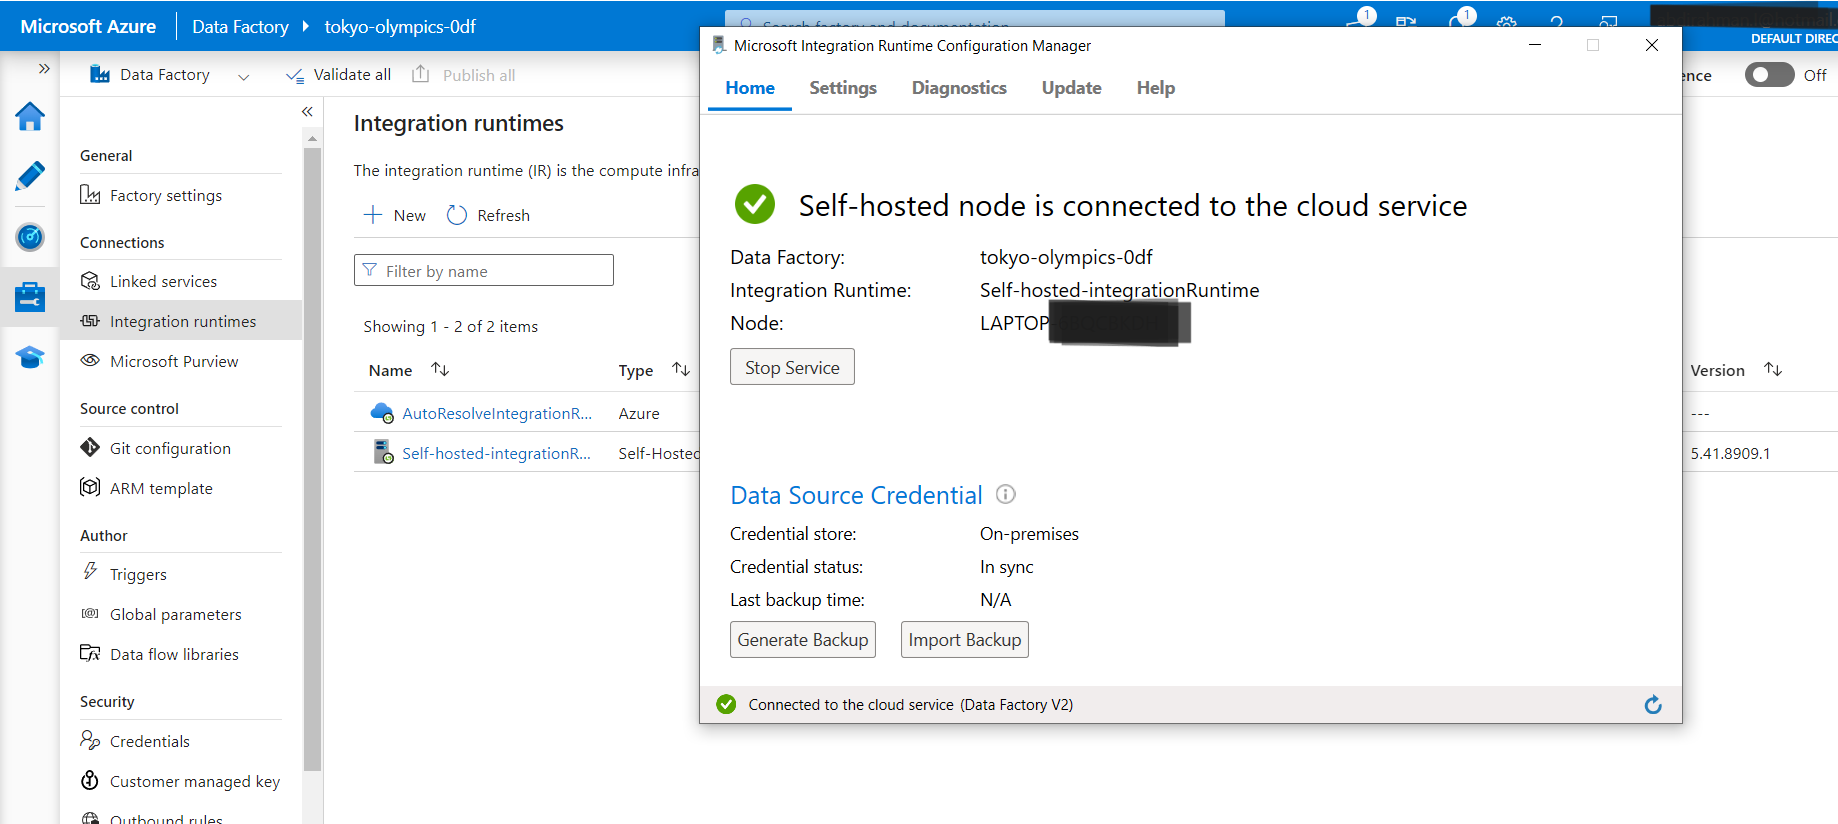 Microsoft Azure
Data Factory
tokyo-olympics-0df
Search factory and documentation
1
1
DEFAULT DIREC
Data Factory
Validate all
Publish all
ence
Off
General
Factory settings
Connections
Linked services
Integration runtimes
Microsoft Purview
Source control
Git configuration
ARM template
Author
Triggers
Global parameters
Data flow libraries
Security
Credentials
Customer managed key
Outbound rules
Integration runtimes
The integration runtime (IR) is the compute infra
New
Refresh
Filter by name
Showing 1 - 2 of 2 items
Name
Type
Version
AutoResolveIntegrationR...
Azure
---
Self-hosted-integrationR...
Self-Hosted
5.41.8909.1
Microsoft Integration Runtime Configuration Manager
Home
Settings
Diagnostics
Update
Help
Self-hosted node is connected to the cloud service
Data Factory:
tokyo-olympics-0df
Integration Runtime:
Self-hosted-integrationRuntime
Node:
LAPTOP
Stop Service
Data Source Credential
Credential store:
On-premises
Credential status:
In sync
Last backup time:
N/A
Generate Backup
Import Backup
Connected to the cloud service (Data Factory V2)